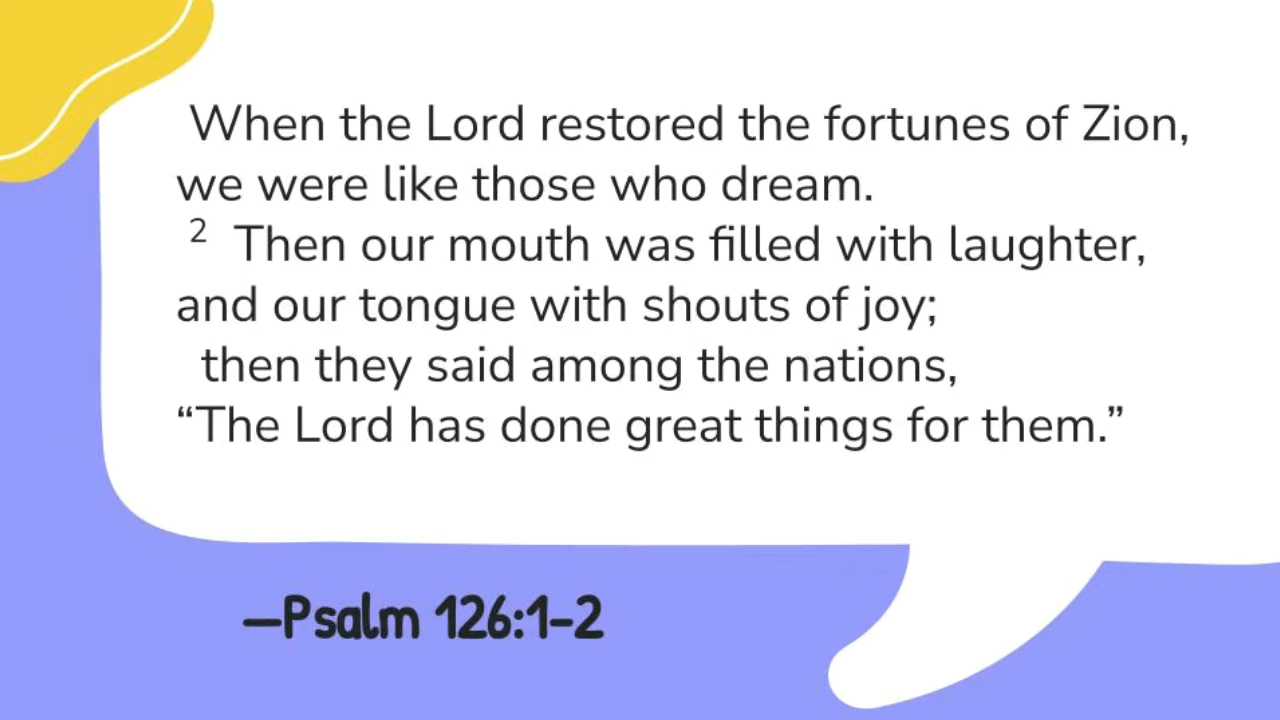 When the Lord restored the fortunes of Zion,
we were like those who dream.
2 Then our mouth was filled with laughter,
and our tongue with shouts of joy;
then they said among the nations,
“The Lord has done great things for them.”
—Psalm 126:1-2